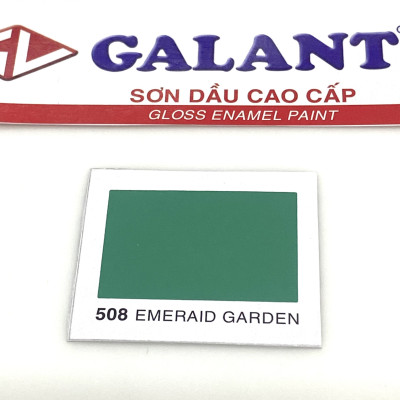 GALANT
SƠN DẦU CAO CẤP
GLOSS ENAMEL PAINT
508 EMERAID GARDEN